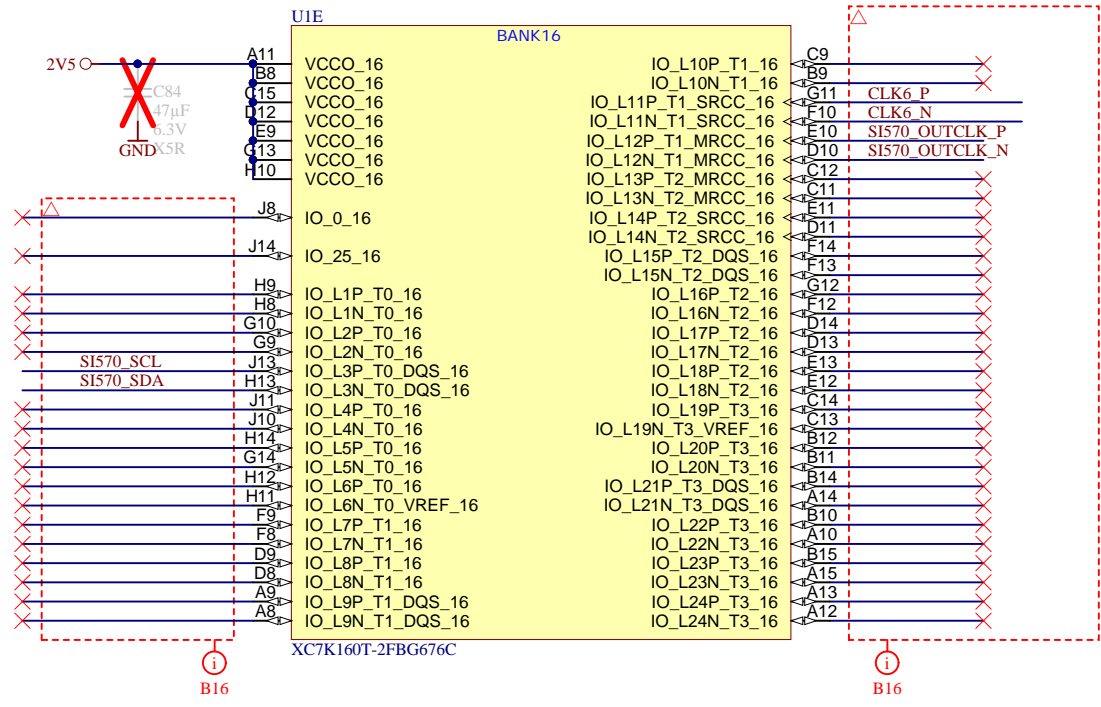 U1E
BANK16
2V5
C84
47µF
6.3V
X5R
GND
A11 VCCO_16
B8 VCCO_16
C15 VCCO_16
D12 VCCO_16
E9 VCCO_16
G13 VCCO_16
H10 VCCO_16
J8 IO_0_16
J14 IO_25_16
H9 IO_L1P_T0_16
H8 IO_L1N_T0_16
G10 IO_L2P_T0_16
G9 IO_L2N_T0_16
SI570_SCL J13 IO_L3P_T0_DQS_16
SI570_SDA H13 IO_L3N_T0_DQS_16
J11 IO_L4P_T0_16
J10 IO_L4N_T0_16
H14 IO_L5P_T0_16
G14 IO_L5N_T0_16
H12 IO_L6P_T0_16
H11 IO_L6N_T0_VREF_16
F9 IO_L7P_T1_16
F8 IO_L7N_T1_16
D9 IO_L8P_T1_16
D8 IO_L8N_T1_16
A9 IO_L9P_T1_DQS_16
A8 IO_L9N_T1_DQS_16
IO_L10P_T1_16 C9
IO_L10N_T1_16 B9
IO_L11P_T1_SRCC_16 G11 CLK6_P
IO_L11N_T1_SRCC_16 F10 CLK6_N
IO_L12P_T1_MRCC_16 E10 SI570_OUTCLK_P
IO_L12N_T1_MRCC_16 D10 SI570_OUTCLK_N
IO_L13P_T2_MRCC_16 C12
IO_L13N_T2_MRCC_16 C11
IO_L14P_T2_SRCC_16 E11
IO_L14N_T2_SRCC_16 D11
IO_L15P_T2_DQS_16 F14
IO_L15N_T2_DQS_16 F13
IO_L16P_T2_16 G12
IO_L16N_T2_16 F12
IO_L17P_T2_16 D14
IO_L17N_T2_16 D13
IO_L18P_T2_16 E13
IO_L18N_T2_16 E12
IO_L19P_T3_16 C14
IO_L19N_T3_VREF_16 C13
IO_L20P_T3_16 B12
IO_L20N_T3_16 B11
IO_L21P_T3_DQS_16 B14
IO_L21N_T3_DQS_16 A14
IO_L22P_T3_16 B10
IO_L22N_T3_16 A10
IO_L23P_T3_16 B15
IO_L23N_T3_16 A15
IO_L24P_T3_16 A13
IO_L24N_T3_16 A12
XC7K160T-2FBG676C
i
B16
i
B16